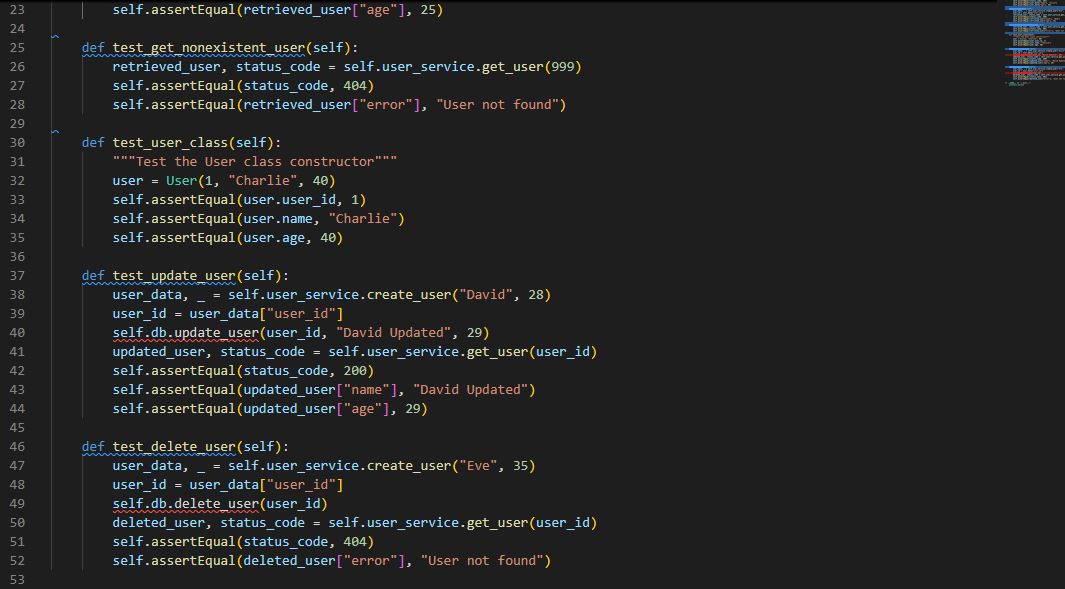 23 self.assertEqual(retrieved_user["age"], 25)
24
25 def test_get_nonexistent_user(self):
26 retrieved_user, status_code = self.user_service.get_user(999)
27 self.assertEqual(status_code, 404)
28 self.assertEqual(retrieved_user["error"], "User not found")
29
30 def test_user_class(self):
31 """Test the User class constructor"""
32 user = User(1, "Charlie", 40)
33 self.assertEqual(user.user_id, 1)
34 self.assertEqual(user.name, "Charlie")
35 self.assertEqual(user.age, 40)
36
37 def test_update_user(self):
38 user_data, _ = self.user_service.create_user("David", 28)
39 user_id = user_data["user_id"]
40 self.db.update_user(user_id, "David Updated", 29)
41 updated_user, status_code = self.user_service.get_user(user_id)
42 self.assertEqual(status_code, 200)
43 self.assertEqual(updated_user["name"], "David Updated")
44 self.assertEqual(updated_user["age"], 29)
45
46 def test_delete_user(self):
47 user_data, _ = self.user_service.create_user("Eve", 35)
48 user_id = user_data["user_id"]
49 self.db.delete_user(user_id)
50 deleted_user, status_code = self.user_service.get_user(user_id)
51 self.assertEqual(status_code, 404)
52 self.assertEqual(deleted_user["error"], "User not found")
53